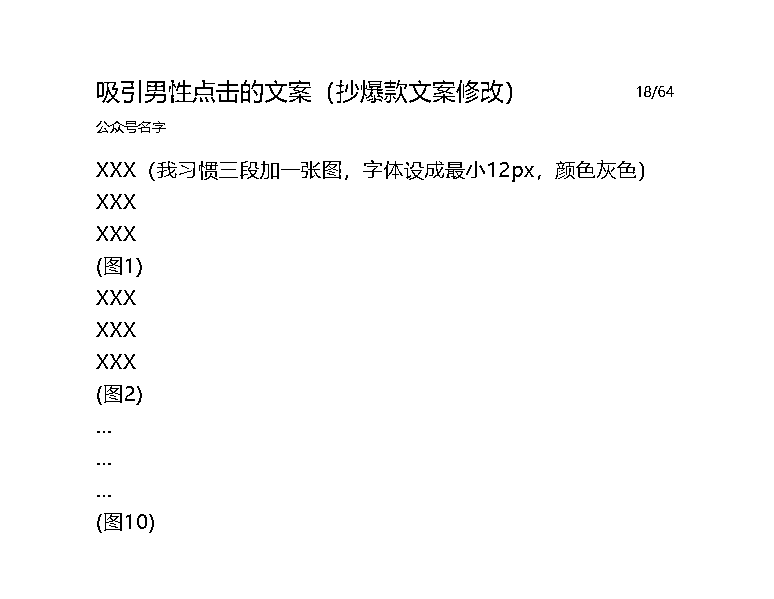 吸引男性点击的文案（抄爆款文案修改） 18/64
公众号名字
XXX（我习惯三段加一张图，字体设成最小12px，颜色灰色）
XXX
XXX
(图1)
XXX
XXX
XXX
(图2)
...
...
...
(图10)